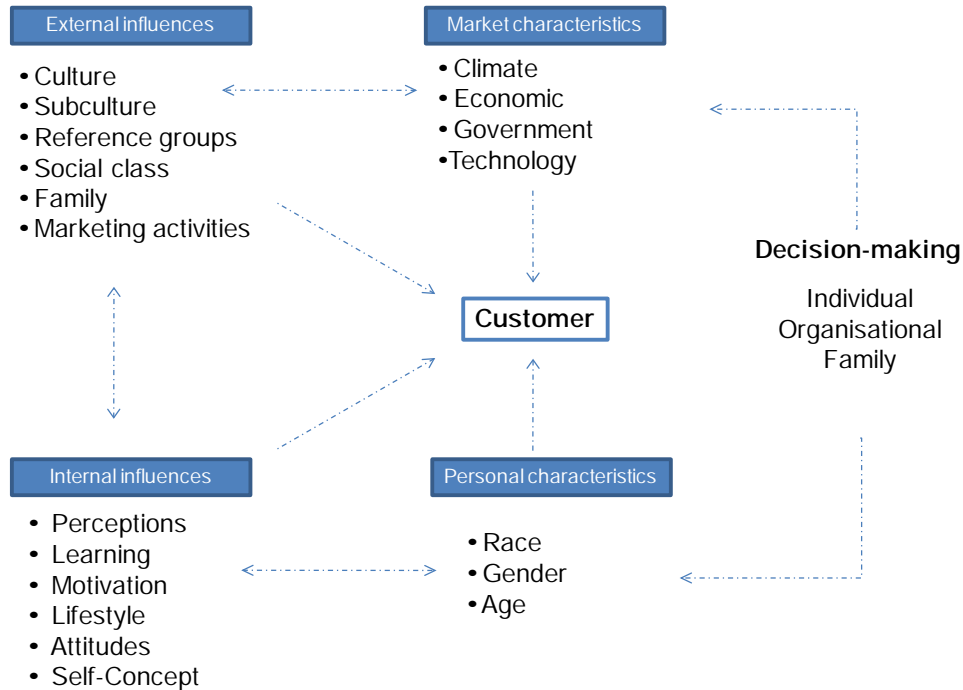 External influences
• Culture
• Subculture
• Reference groups
• Social class
• Family
• Marketing activities
Market characteristics
• Climate
• Economic
• Government
•Technology
Decision-making
Individual
Organisational
Family
Customer
Internal influences
• Perceptions
• Learning
• Motivation
• Lifestyle
• Attitudes
• Self-Concept
Personal characteristics
• Race
• Gender
• Age